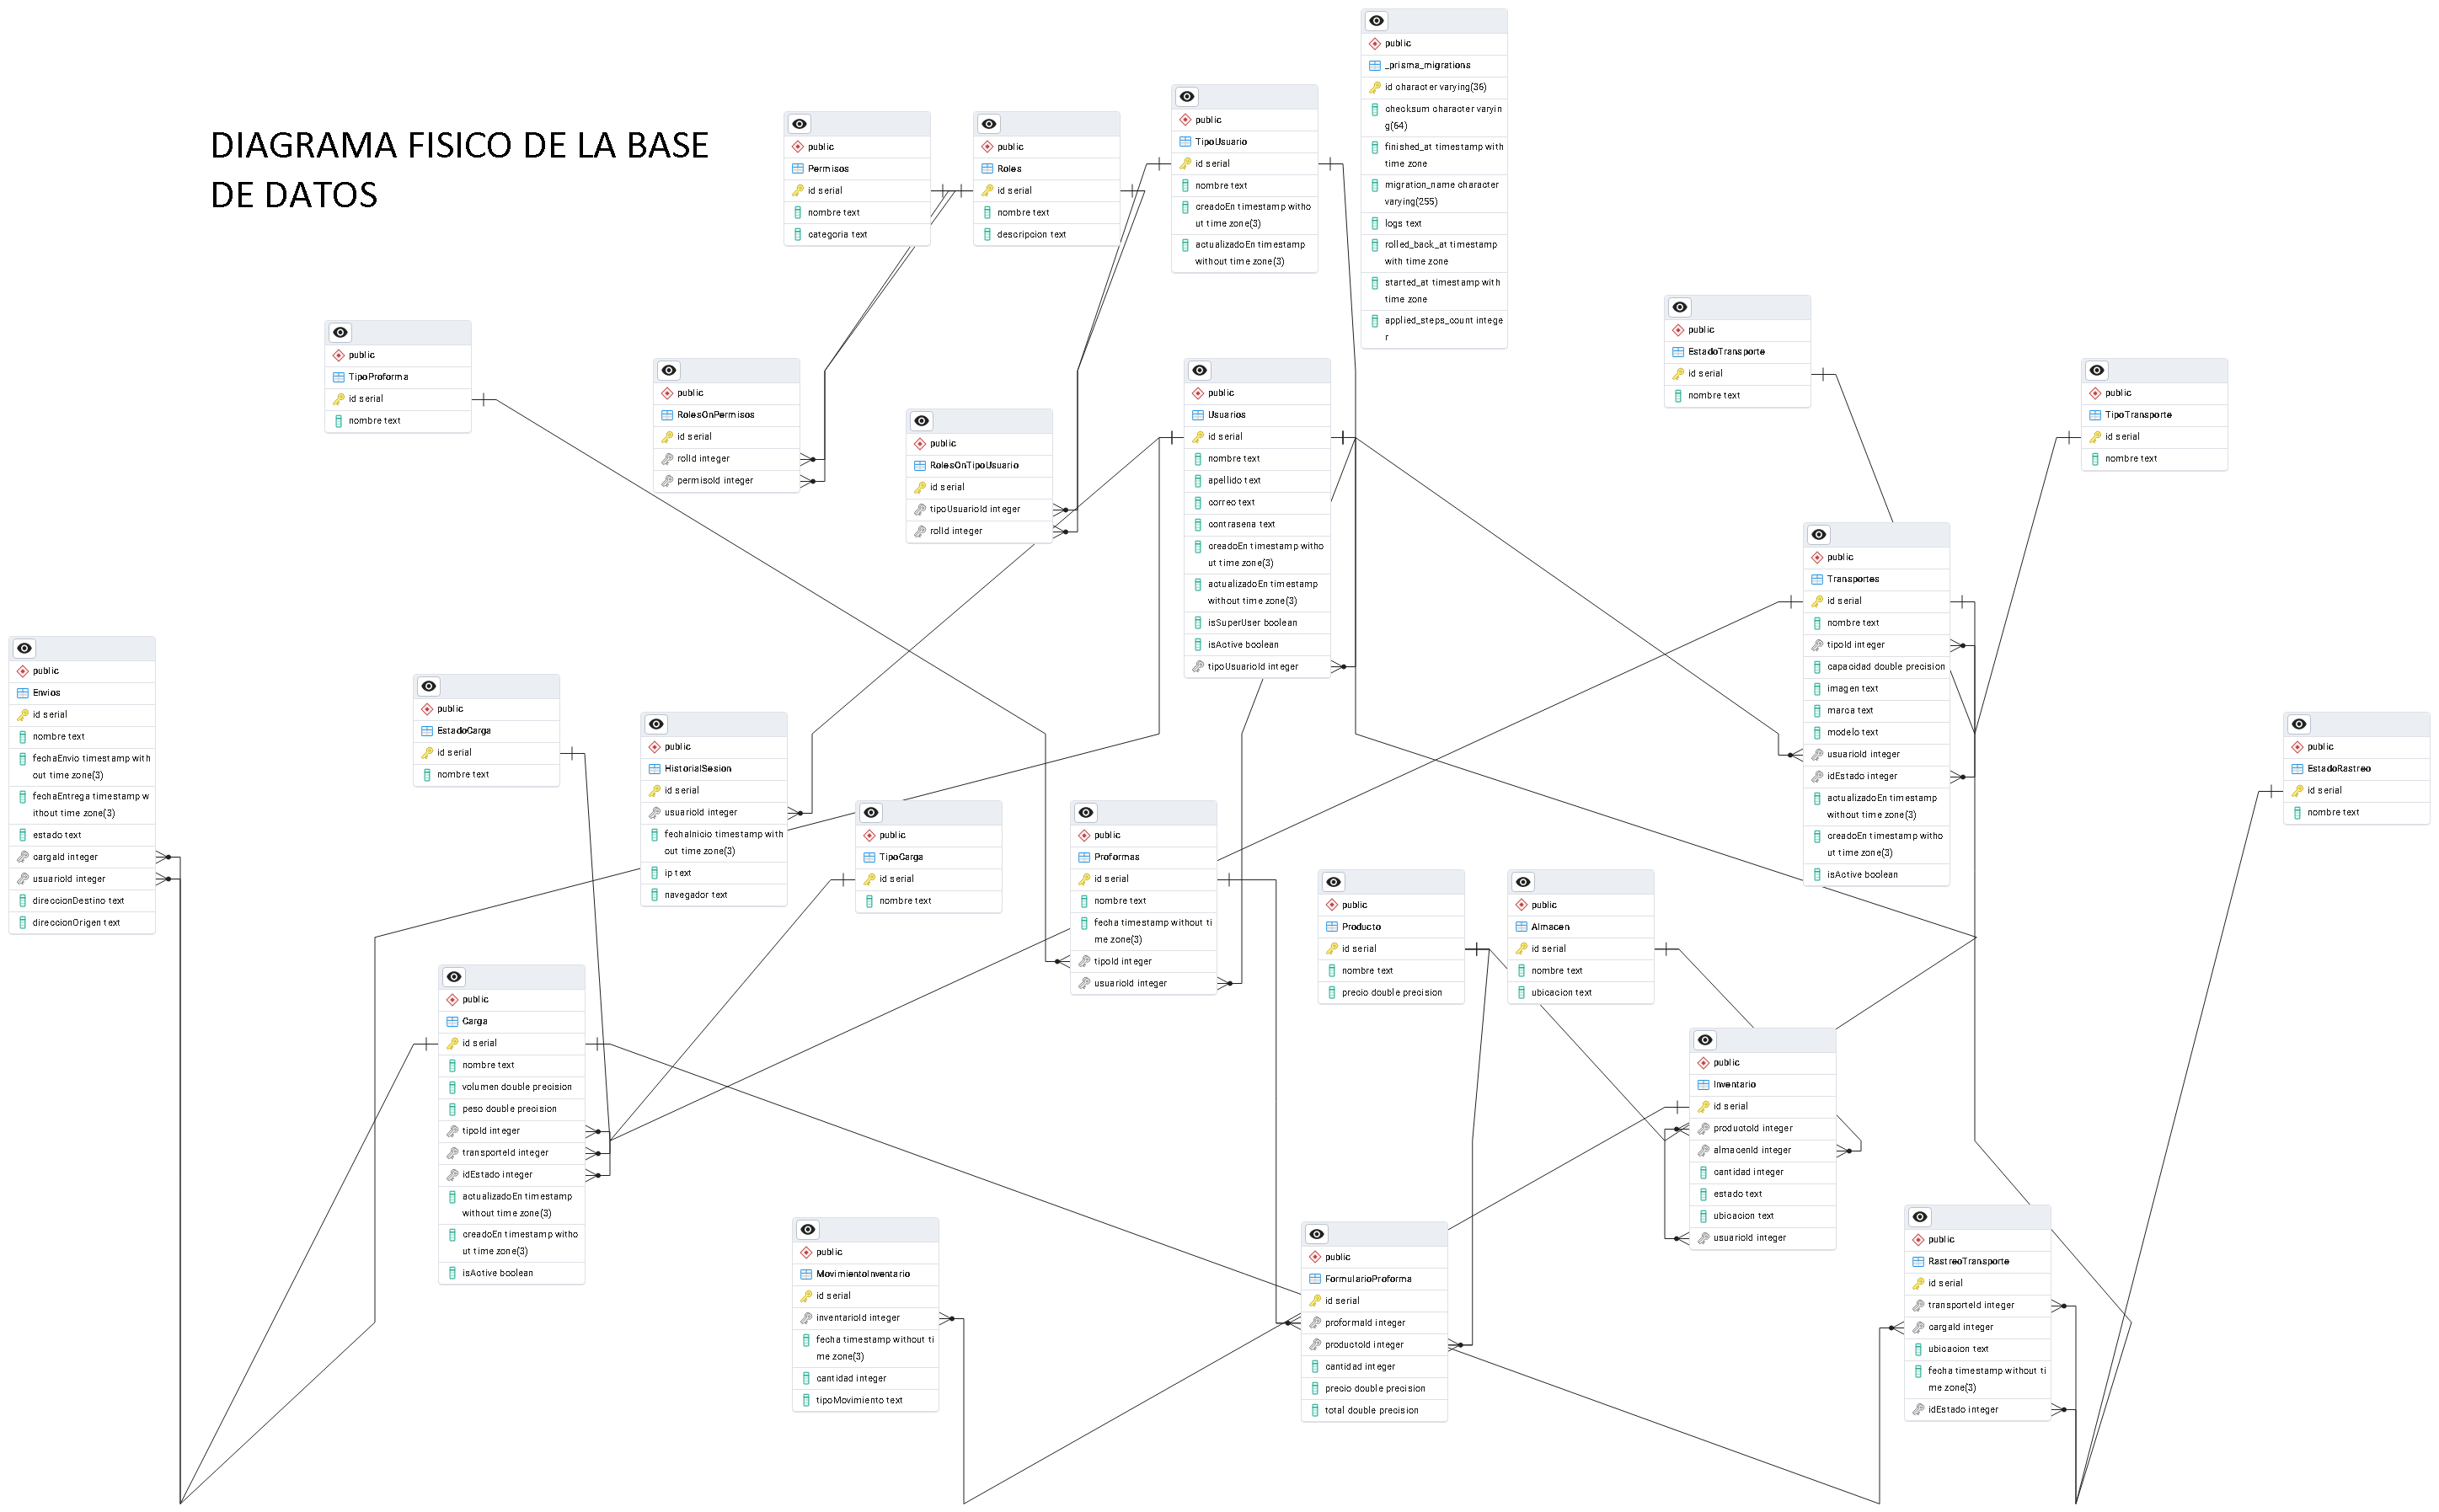 DIAGRAMA FISICO DE LA BASE
DE DATOS
public
_prisma_migrations
id character varying(36)
checksum character varyin
g(64)
finished_at timestamp with
time zone
migration_name character
varying(255)
logs text
rolled_back_at timestamp
with time zone
started_at timestamp with
time zone
applied_steps_count intege
r
public
Permisos
id serial
nombre text
categoria text
public
Roles
id serial
nombre text
descripcion text
public
TipoUsuario
id serial
nombre text
creadoEn timestamp witho
ut time zone(3)
actualizadoEn timestamp
without time zone(3)
public
TipoProforma
id serial
nombre text
public
RolesOnPermisos
id serial
rolId integer
permisoId integer
public
RolesOnTipoUsuario
id serial
tipoUsuarioId integer
rolId integer
public
Usuarios
id serial
nombre text
apellido text
correo text
contrasena text
creadoEn timestamp witho
ut time zone(3)
actualizadoEn timestamp
without time zone(3)
isSuperUser boolean
isActive boolean
tipoUsuarioId integer
public
EstadoTransporte
id serial
nombre text
public
TipoTransporte
id serial
nombre text
public
Transportes
id serial
nombre text
tipoId integer
capacidad double precision
imagen text
marca text
modelo text
usuarioId integer
idEstado integer
actualizadoEn timestamp
without time zone(3)
creadoEn timestamp witho
ut time zone(3)
isActive boolean
public
Envios
id serial
nombre text
fechaEnvio timestamp with
out time zone(3)
fechaEntrega timestamp w
ithout time zone(3)
estado text
cargaId integer
usuarioId integer
direccionDestino text
direccionOrigen text
public
EstadoCarga
id serial
nombre text
public
HistorialSesion
id serial
usuarioId integer
fechaInicio timestamp with
out time zone(3)
ip text
navegador text
public
TipoCarga
id serial
nombre text
public
Proformas
id serial
nombre text
fecha timestamp without ti
me zone(3)
tipoId integer
usuarioId integer
public
Producto
id serial
nombre text
precio double precision
public
Almacen
id serial
nombre text
ubicacion text
public
EstadoRastreo
id serial
nombre text
public
Carga
id serial
nombre text
volumen double precision
peso double precision
tipoId integer
transporteId integer
idEstado integer
actualizadoEn timestamp
without time zone(3)
creadoEn timestamp witho
ut time zone(3)
isActive boolean
public
Inventario
id serial
productoId integer
almacenId integer
cantidad integer
estado text
ubicacion text
usuarioId integer
public
MovimientoInventario
id serial
inventarioId integer
fecha timestamp without ti
me zone(3)
cantidad integer
tipoMovimiento text
public
FormularioProforma
id serial
proformaId integer
productoId integer
cantidad integer
precio double precision
total double precision
public
RastreoTransporte
id serial
transporteId integer
cargaId integer
ubicacion text
fecha timestamp without ti
me zone(3)
idEstado integer